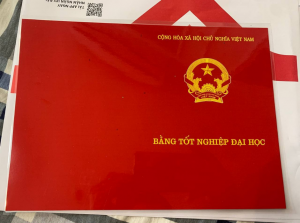 CỘNG HÒA XÃ HỘI CHỦ NGHĨA VIỆT NAM
BẰNG TỐT NGHIỆP ĐẠI HỌC